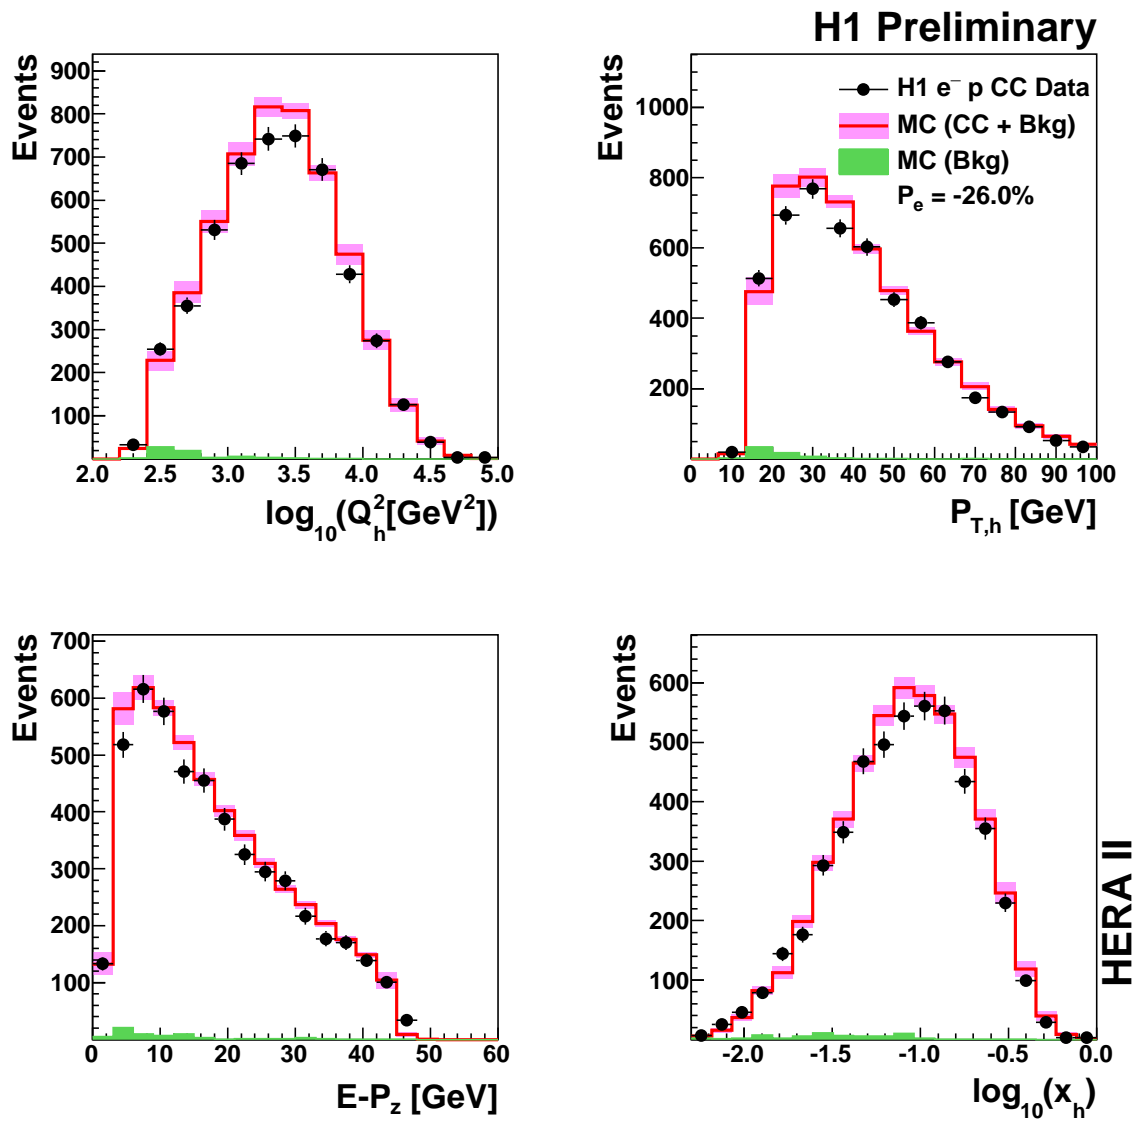 H1 Preliminary
Events
900
800
700
600
500
400
300
200
100
2.0 2.5 3.0 3.5 4.0 4.5 5.0
log₁₀(Q²ₕ[GeV²])
Events
1000
800
600
400
200
0 10 20 30 40 50 60 70 80 90 100
P_T,h [GeV]
H1 e⁻ p CC Data
MC (CC + Bkg)
MC (Bkg)
Pₑ = -26.0%
Events
700
600
500
400
300
200
100
0 10 20 30 40 50 60
E-P_z [GeV]
Events
600
500
400
300
200
100
-2.0 -1.5 -1.0 -0.5 0.0
log₁₀(xₕ)
HERA II